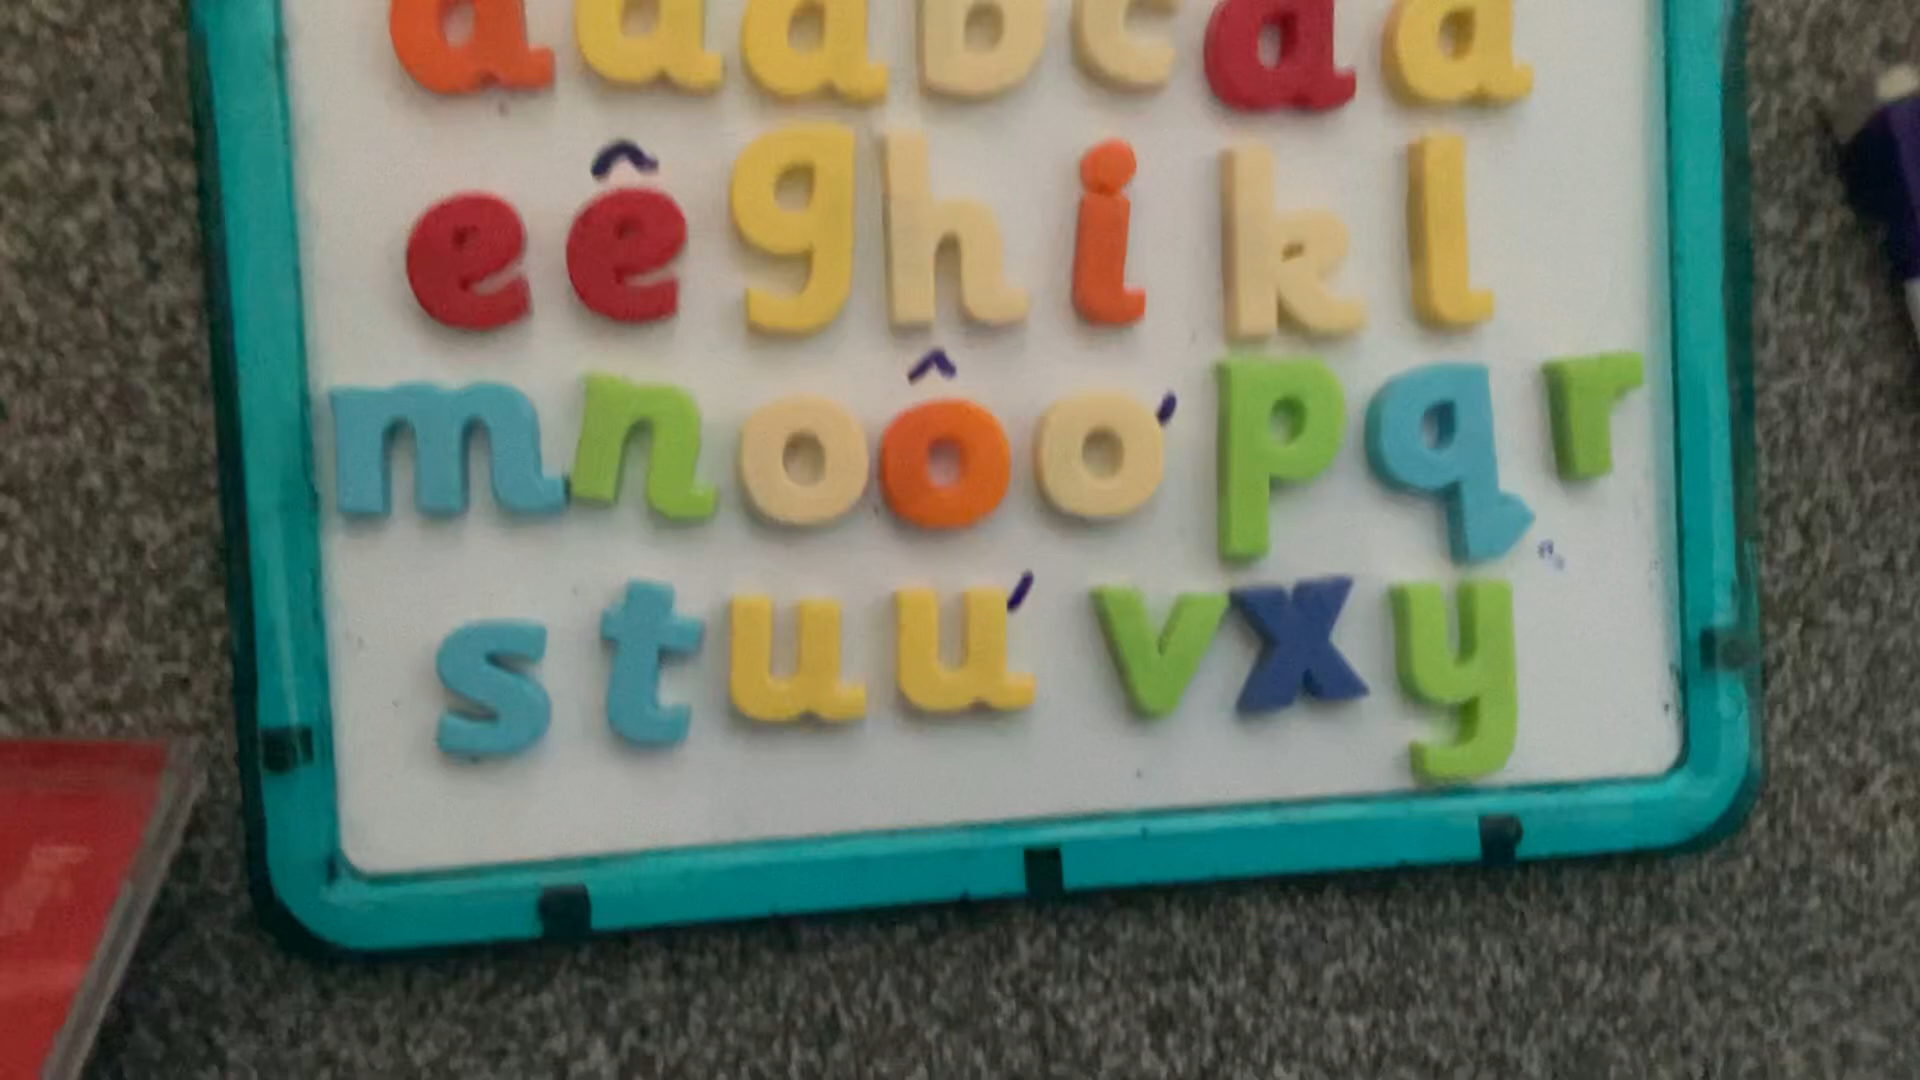 a a a b c d d
e ê g h i k l
m n o ô ơ p q r
s t u ư v x y